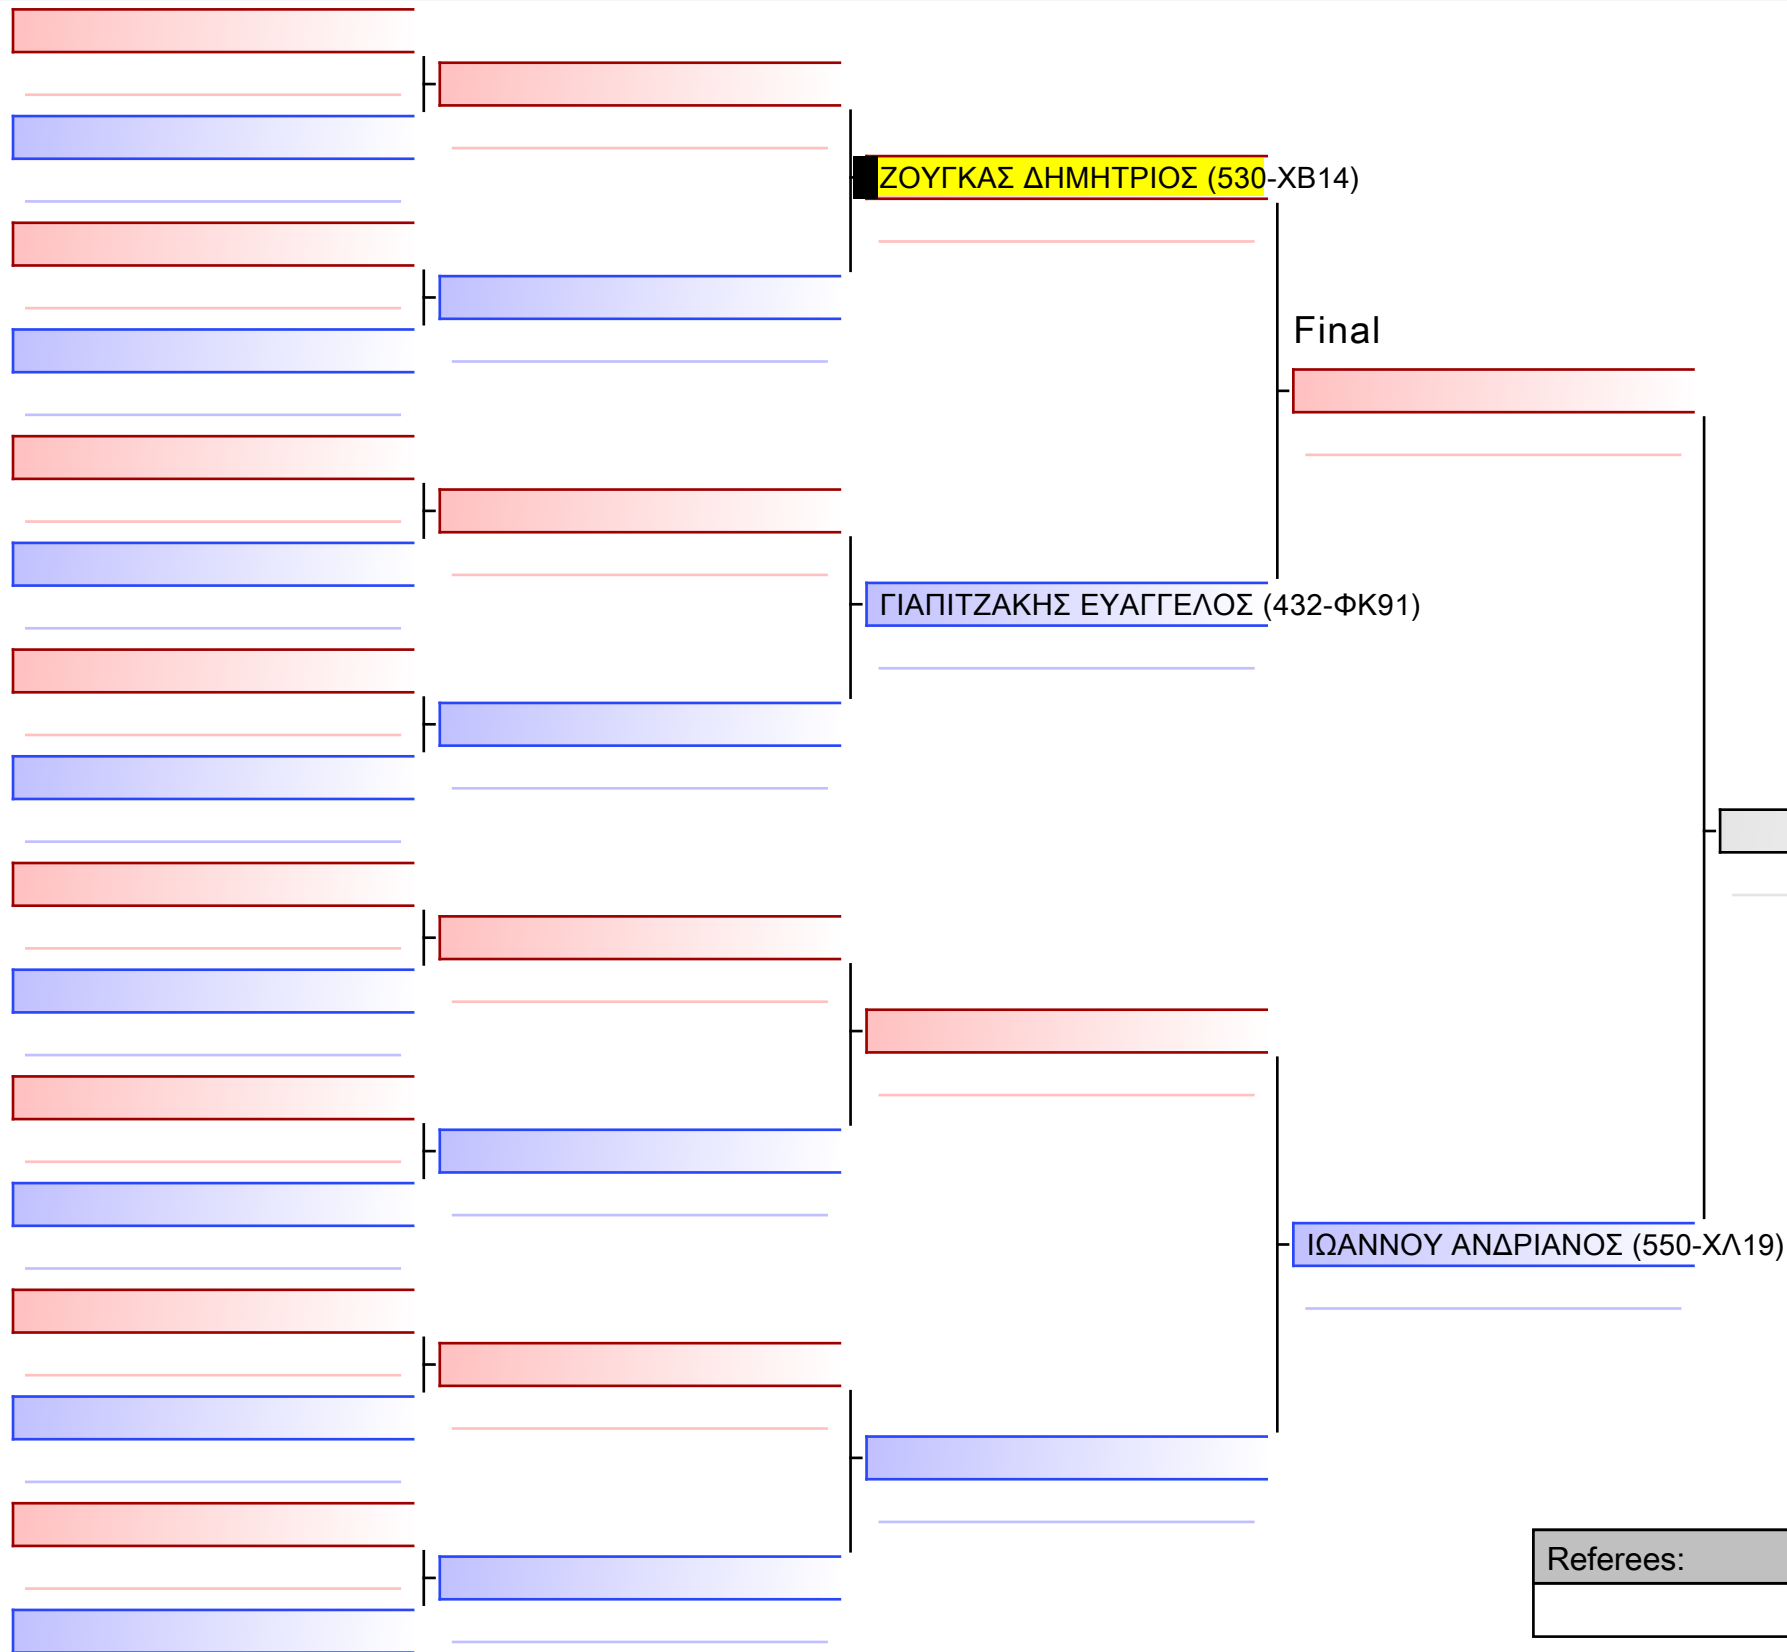 ΖΟΥΓΚΑΣ ΔΗΜΗΤΡΙΟΣ (530-ΧΒ14)
Final
ΓΙΑΠΙΤΖΑΚΗΣ ΕΥΑΓΓΕΛΟΣ (432-ΦΚ91)
ΙΩΑΝΝΟΥ ΑΝΔΡΙΑΝΟΣ (550-ΧΛ19)
Referees: